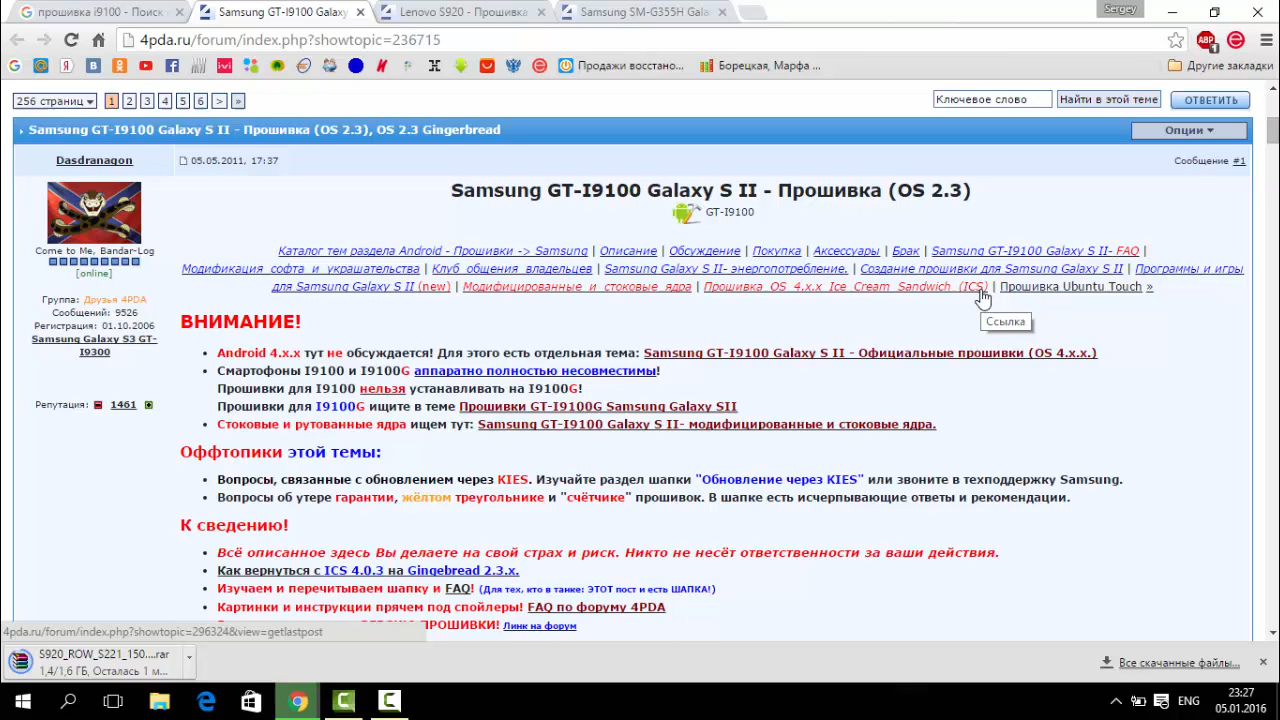 прошивка i9100 - Поиск
Samsung GT-I9100 Galaxy
Lenovo S920 - Прошивка
Samsung SM-G355H Gala
Sergey
4pda.ru/forum/index.php?showtopic=236715
ABP
1
Продажи восстано...
Борецкая, Марфа ...
Другие закладки
256 страниц
1 2 3 4 5 6 > »
Ключевое слово
Найти в этой теме
ОТВЕТИТЬ
Samsung GT-I9100 Galaxy S II - Прошивка (OS 2.3), OS 2.3 Gingerbread
Опции
Dasdranagon
05.05.2011, 17:37
Сообщение #1
Samsung GT-I9100 Galaxy S II - Прошивка (OS 2.3)
GT-I9100
Come to Me, Bandar-Log
[online]
Группа: Друзья 4PDA
Сообщений: 9526
Регистрация: 01.10.2006
Samsung Galaxy S3 GT-
I9300
Репутация: 1461
Каталог тем раздела Android - Прошивки -> Samsung | Описание | Обсуждение | Покупка | Аксессуары | Брак | Samsung GT-I9100 Galaxy S II- FAQ |
Модификация софта и украшательства | Клуб общения владельцев | Samsung Galaxy S II- энергопотребление. | Создание прошивки для Samsung Galaxy S II | Программы и игры
для Samsung Galaxy S II (new) | Модифицированные и стоковые ядра | Прошивка OS 4.x.x Ice Cream Sandwich (ICS) | Прошивка Ubuntu Touch »
Ссылка
ВНИМАНИЕ!
Android 4.x.x тут не обсуждается! Для этого есть отдельная тема: Samsung GT-I9100 Galaxy S II - Официальные прошивки (OS 4.x.x.)
Смартофоны I9100 и I9100G аппаратно полностью несовместимы!
Прошивки для I9100 нельзя устанавливать на I9100G!
Прошивки для I9100G ищите в теме Прошивки GT-I9100G Samsung Galaxy SII
Стоковые и рутованные ядра ищем тут: Samsung GT-I9100 Galaxy S II- модифицированные и стоковые ядра.
Оффтопики этой темы:
Вопросы, связанные с обновлением через KIES. Изучайте раздел шапки "Обновление через KIES" или звоните в техподдержку Samsung.
Вопросы об утере гарантии, жёлтом треугольнике и "счётчике" прошивок. В шапке есть исчерпывающие ответы и рекомендации.
К сведению!
Всё описанное здесь Вы делаете на свой страх и риск. Никто не несёт ответственности за ваши действия.
Как вернуться с ICS 4.0.3 на Gingebread 2.3.x.
Изучаем и перечитываем шапку и FAQ! (Для тех, кто в танке: ЭТОТ пост и есть ШАПКА!)
Картинки и инструкции прячем под спойлеры! FAQ по форуму 4PDA
ПРОШИВКИ! Линк на форум
4pda.ru/forum/index.php?showtopic=296324&view=getlastpost
S920_ROW_S221_150....rar
1,4/1,6 ГБ, Осталась 1 м...
Все скачанные файлы...
ENG
23:27
05.01.2016